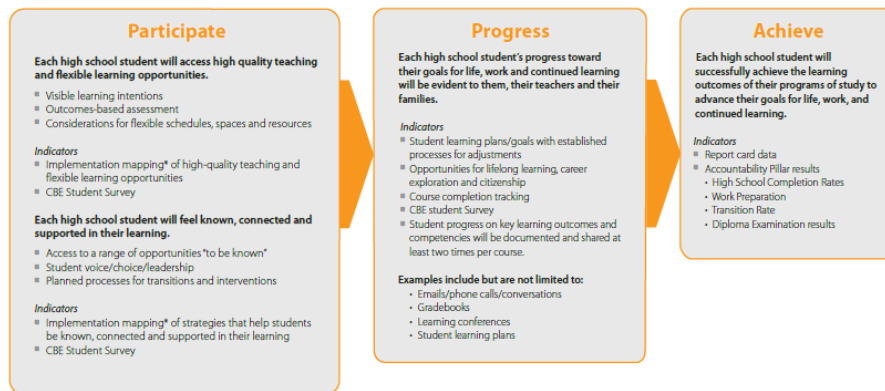 Participate
Each high school student will access high quality teaching
and flexible learning opportunities.
Visible learning intentions
Outcomes-based assessment
Considerations for flexible schedules, spaces and resources
Indicators
Implementation mapping* of high-quality teaching and
flexible learning opportunities
CBE Student Survey
Each high school student will feel known, connected and
supported in their learning.
Access to a range of opportunities "to be known"
Student voice/choice/leadership
Planned processes for transitions and interventions
Indicators
Implementation mapping* of strategies that help students
be known, connected and supported in their learning
CBE Student Survey
Progress
Each high school student's progress toward
their goals for life, work and continued learning
will be evident to them, their teachers and their
families.
Indicators
Student learning plans/goals with established
processes for adjustments
Opportunities for lifelong learning, career
exploration and citizenship
Course completion tracking
CBE student Survey
Student progress on key learning outcomes and
competencies will be documented and shared at
least two times per course.
Examples include but are not limited to:
• Emails/phone calls/conversations
• Gradebooks
• Learning conferences
• Student learning plans
Achieve
Each high school student will
successfully achieve the learning
outcomes of their programs of study to
advance their goals for life, work, and
continued learning.
Indicators
Report card data
Accountability Pillar results
• High School Completion Rates
• Work Preparation
• Transition Rate
• Diploma Examination results